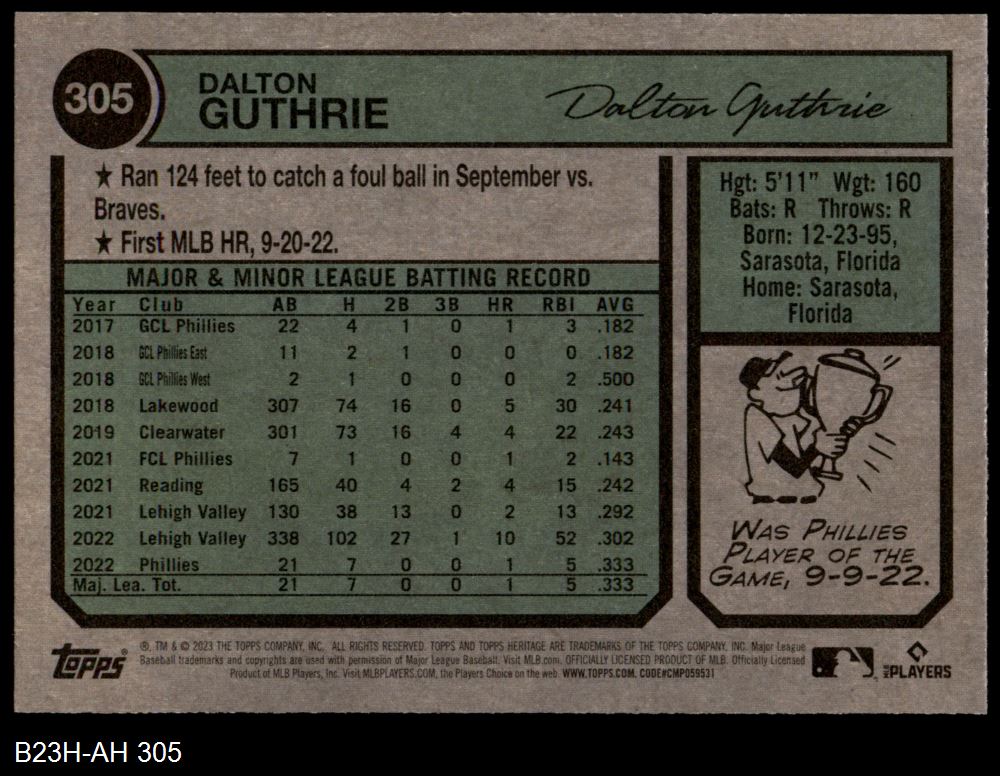 305
DALTON
GUTHRIE
Dalton Guthrie
★ Ran 124 feet to catch a foul ball in September vs.
Braves.
★ First MLB HR, 9-20-22.
MAJOR & MINOR LEAGUE BATTING RECORD
Year Club AB H 2B 3B HR RBI AVG
2017 GCL Phillies 22 4 1 0 1 3 .182
2018 GCL Phillies East 11 2 1 0 0 0 .182
2018 GCL Phillies West 2 1 0 0 0 2 .500
2018 Lakewood 307 74 16 0 5 30 .241
2019 Clearwater 301 73 16 4 4 22 .243
2021 FCL Phillies 7 1 0 0 1 2 .143
2021 Reading 165 40 4 2 4 15 .242
2021 Lehigh Valley 130 38 13 0 2 13 .292
2022 Lehigh Valley 338 102 27 1 10 52 .302
2022 Phillies 21 7 0 0 1 5 .333
Maj. Lea. Tot. 21 7 0 0 1 5 .333
Hgt: 5'11" Wgt: 160
Bats: R Throws: R
Born: 12-23-95,
Sarasota, Florida
Home: Sarasota,
Florida
WAS PHILLIES
PLAYER OF THE
GAME, 9-9-22.
topps
®, TM & © 2023 THE TOPPS COMPANY, INC. ALL RIGHTS RESERVED. TOPPS AND TOPPS HERITAGE ARE TRADEMARKS OF THE TOPPS COMPANY, INC. Major League
Baseball trademarks and copyrights are used with permission of Major League Baseball. Visit MLB.com. OFFICIALLY LICENSED PRODUCT OF MLB. Officially Licensed
Product of MLB Players, Inc. Visit MLBPLAYERS.COM, the Players Choice on the web. WWW.TOPPS.COM. CODE#CMP059531
MLB PLAYERS
B23H-AH 305